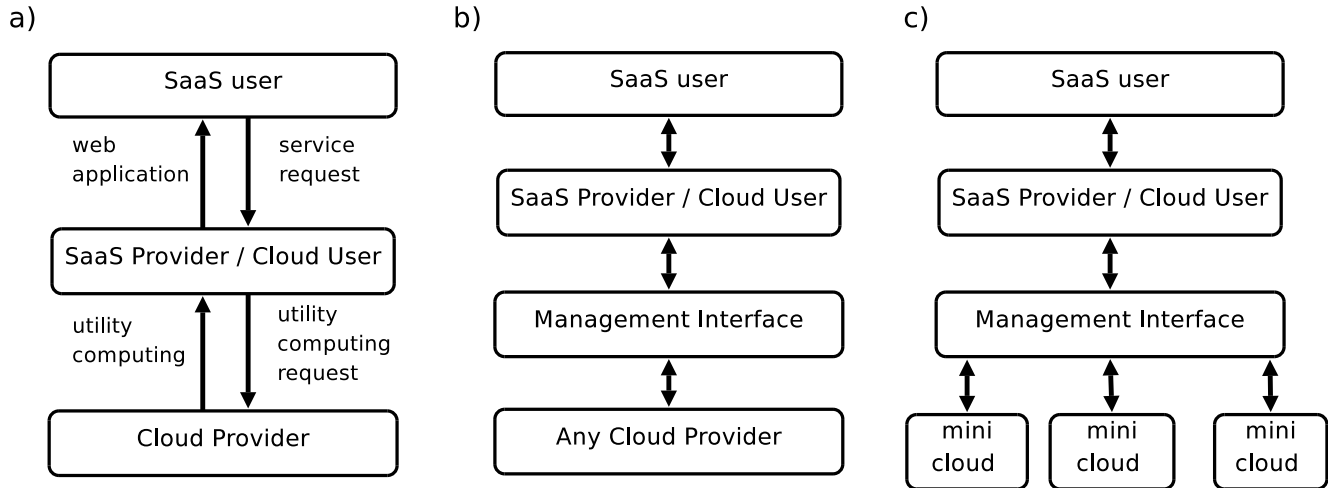 a)
SaaS user
web
application
service
request
SaaS Provider / Cloud User
utility
computing
utility
computing
request
Cloud Provider
b)
SaaS user
SaaS Provider / Cloud User
Management Interface
Any Cloud Provider
c)
SaaS user
SaaS Provider / Cloud User
Management Interface
mini
cloud
mini
cloud
mini
cloud